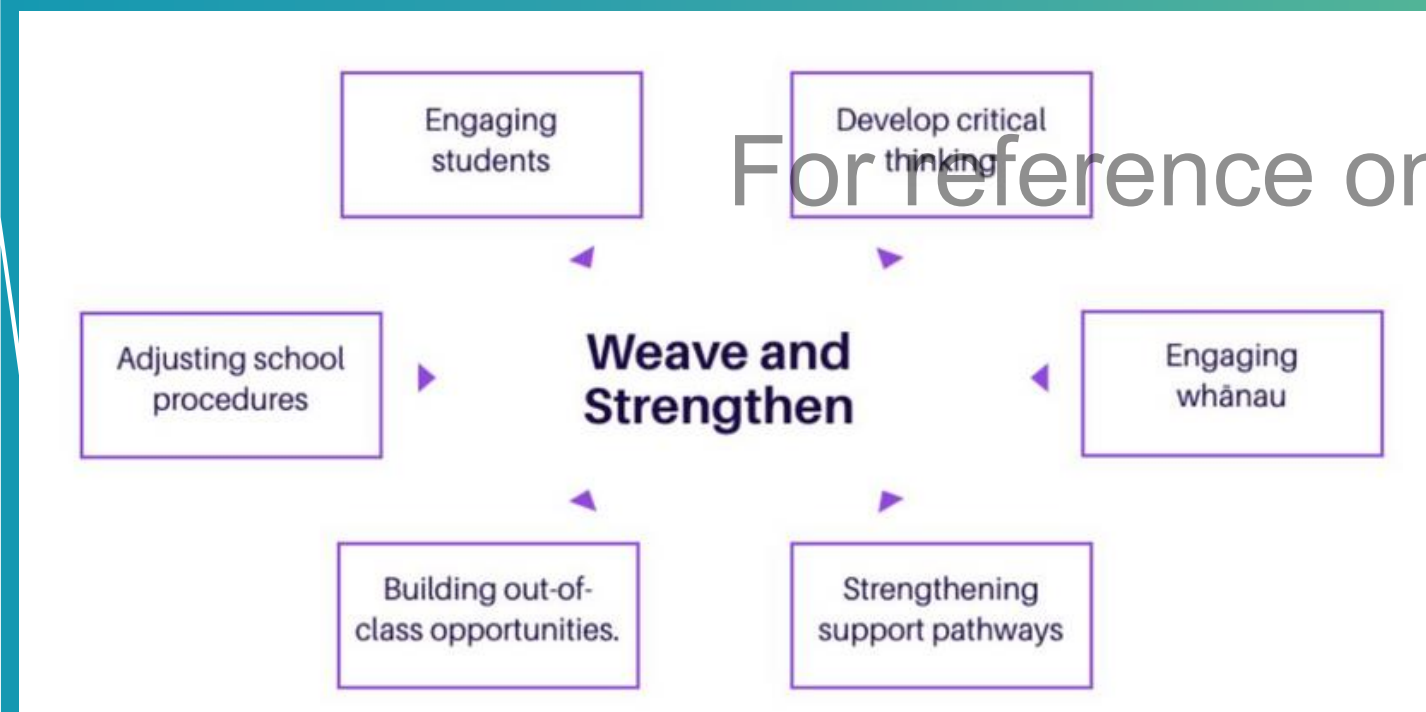 Engaging
students
Develop critical
thinking
For reference or
Adjusting school
procedures
Weave and
Strengthen
Engaging
whānau
Building out-of-
class opportunities.
Strengthening
support pathways